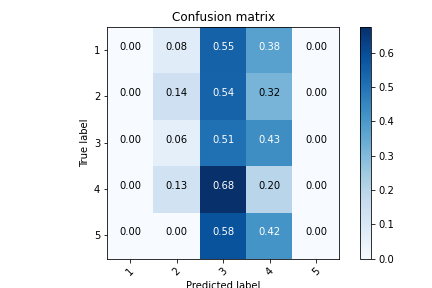 Confusion matrix
1 0.00 0.08 0.55 0.38 0.00
2 0.00 0.14 0.54 0.32 0.00
3 0.00 0.06 0.51 0.43 0.00
4 0.00 0.13 0.68 0.20 0.00
5 0.00 0.00 0.58 0.42 0.00
1 2 3 4 5
True label
Predicted label
0.6
0.5
0.4
0.3
0.2
0.1
0.0